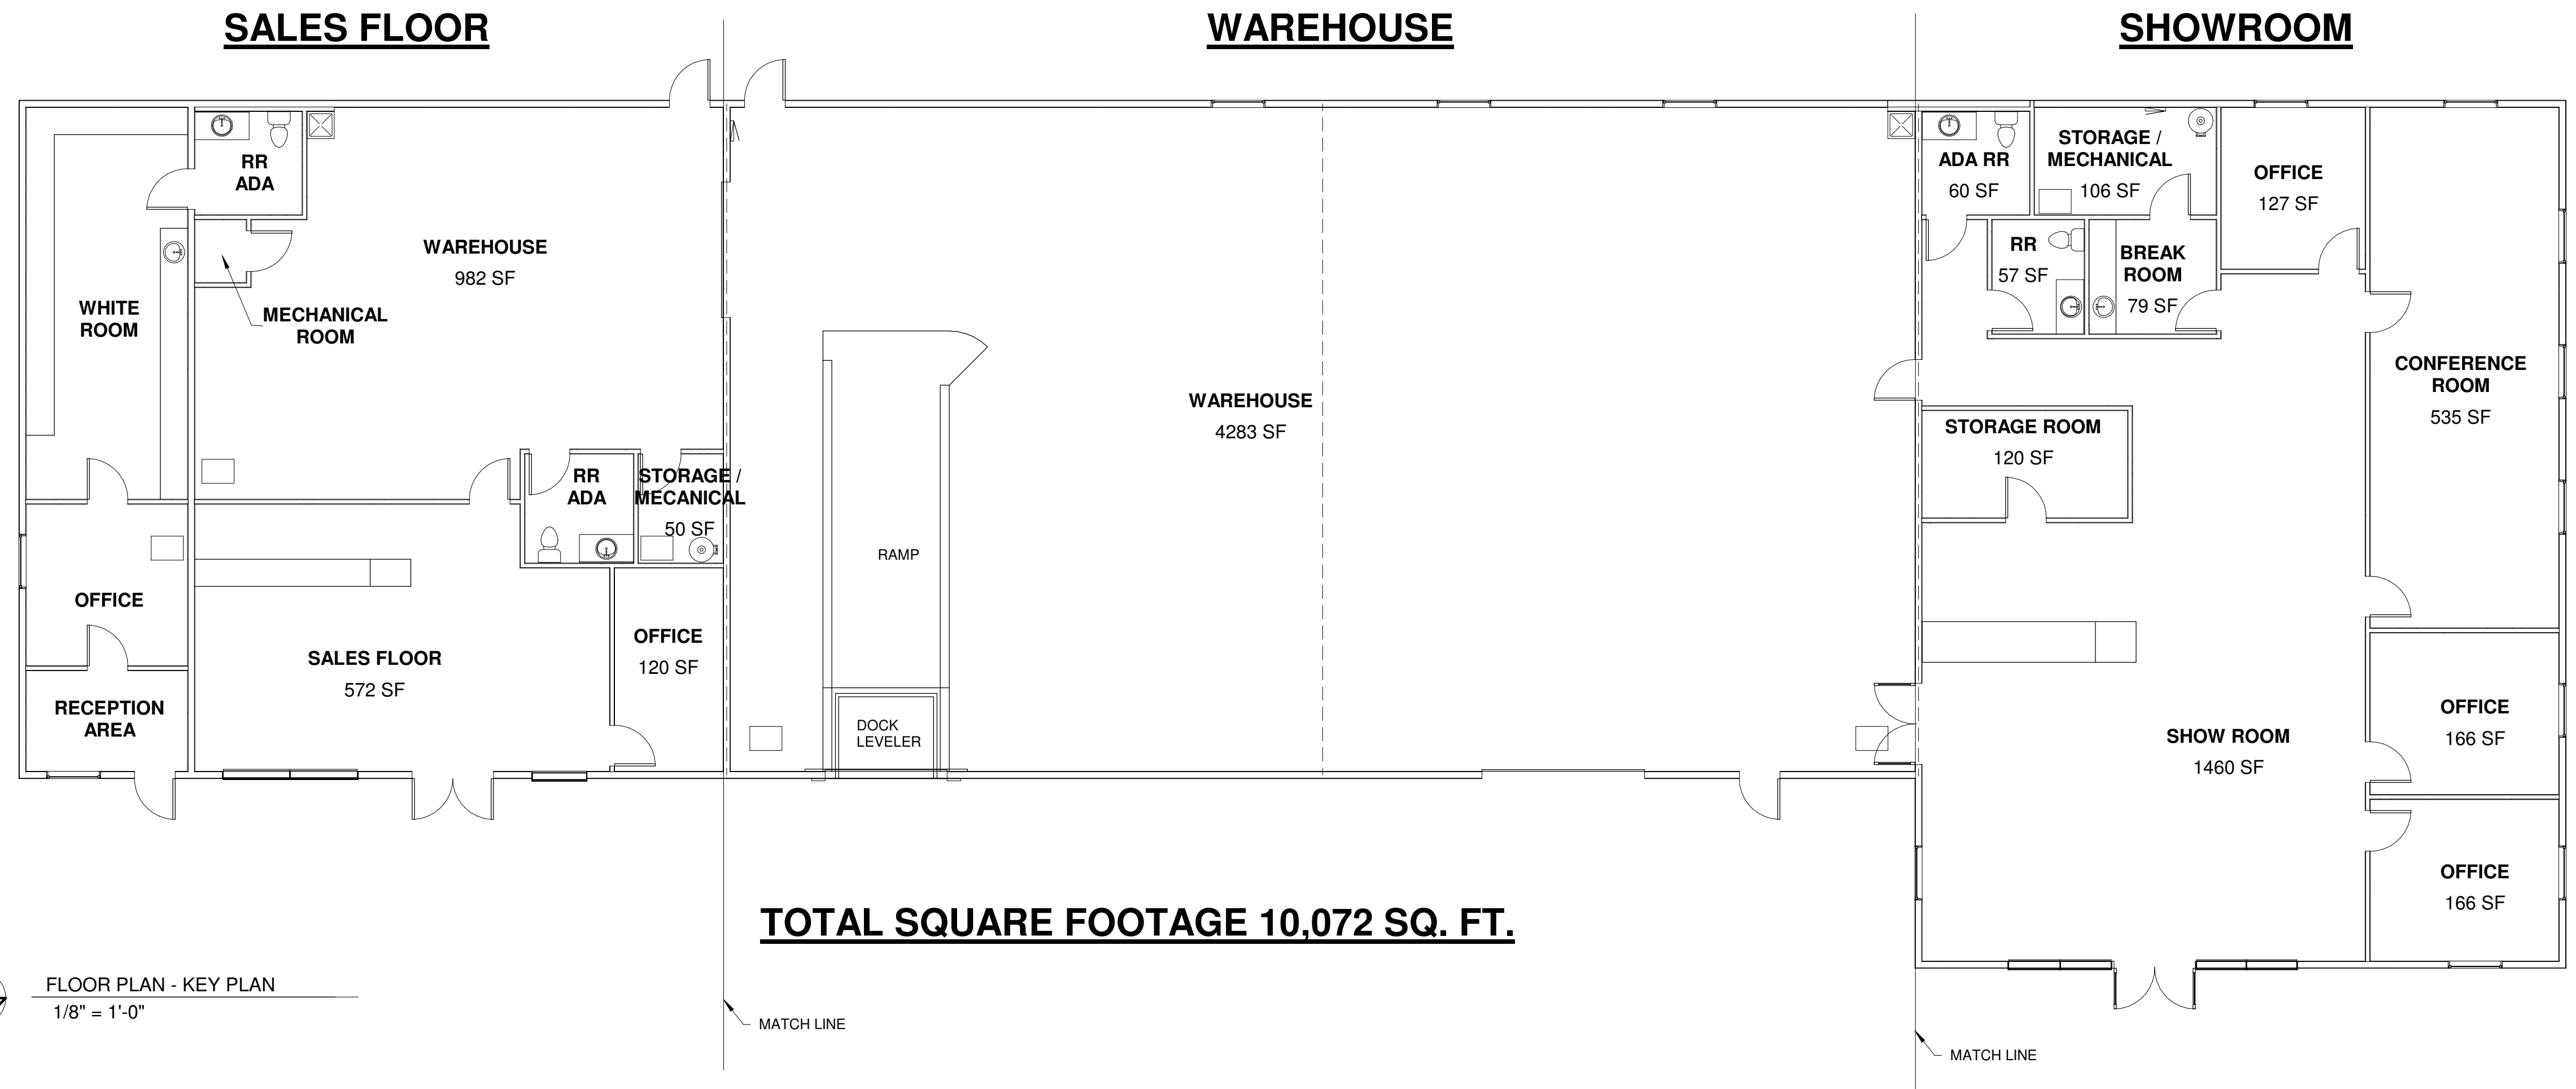 SALES FLOOR
WAREHOUSE
SHOWROOM
RR
ADA
WAREHOUSE
982 SF
WHITE
ROOM
MECHANICAL
ROOM
RR
ADA
STORAGE /
MECANICAL
50 SF
OFFICE
SALES FLOOR
572 SF
OFFICE
120 SF
RECEPTION
AREA
WAREHOUSE
4283 SF
RAMP
DOCK
LEVELER
ADA RR
60 SF
STORAGE /
MECHANICAL
106 SF
OFFICE
127 SF
RR
57 SF
BREAK
ROOM
79 SF
CONFERENCE
ROOM
535 SF
STORAGE ROOM
120 SF
OFFICE
166 SF
SHOW ROOM
1460 SF
OFFICE
166 SF
TOTAL SQUARE FOOTAGE 10,072 SQ. FT.
FLOOR PLAN - KEY PLAN
1/8" = 1'-0"
MATCH LINE
MATCH LINE